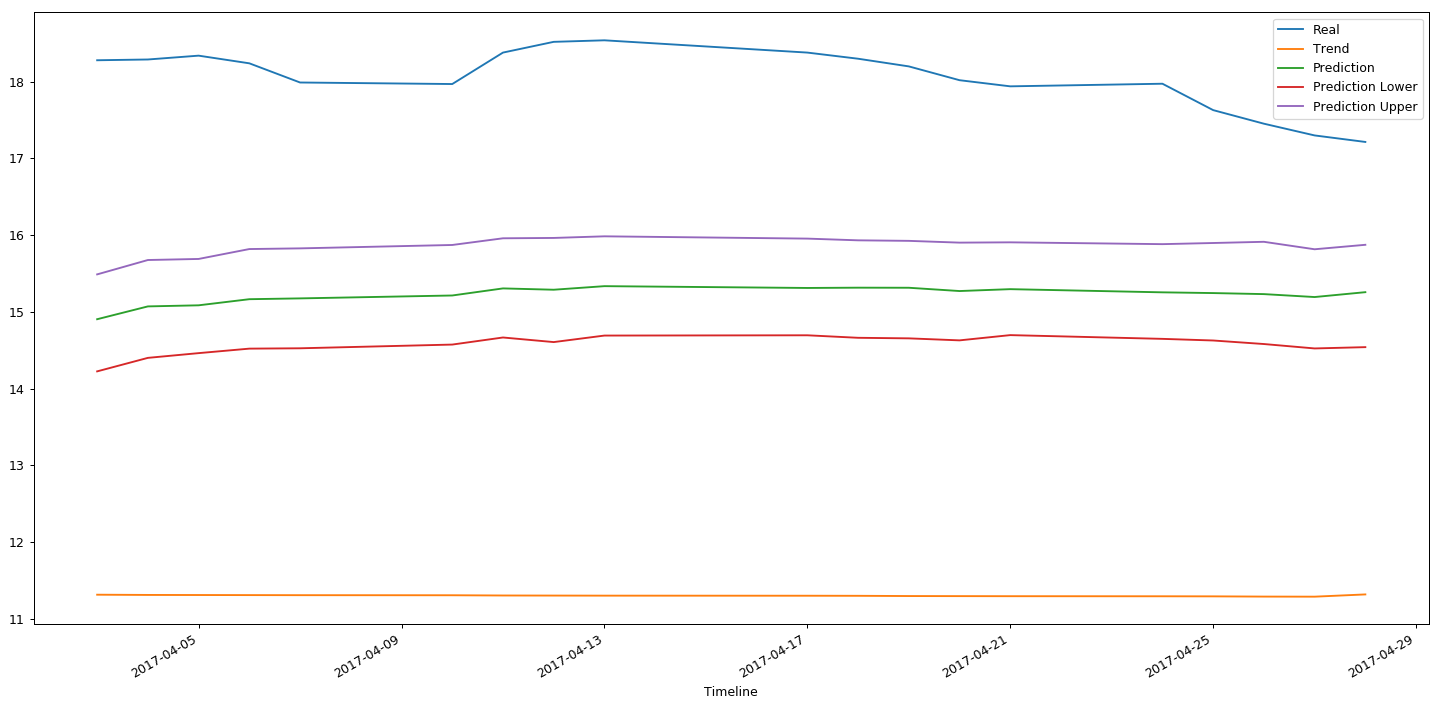 Real
Trend
Prediction
Prediction Lower
Prediction Upper
18
17
16
15
14
13
12
11
2017-04-05
2017-04-09
2017-04-13
2017-04-17
2017-04-21
2017-04-25
2017-04-29
Timeline